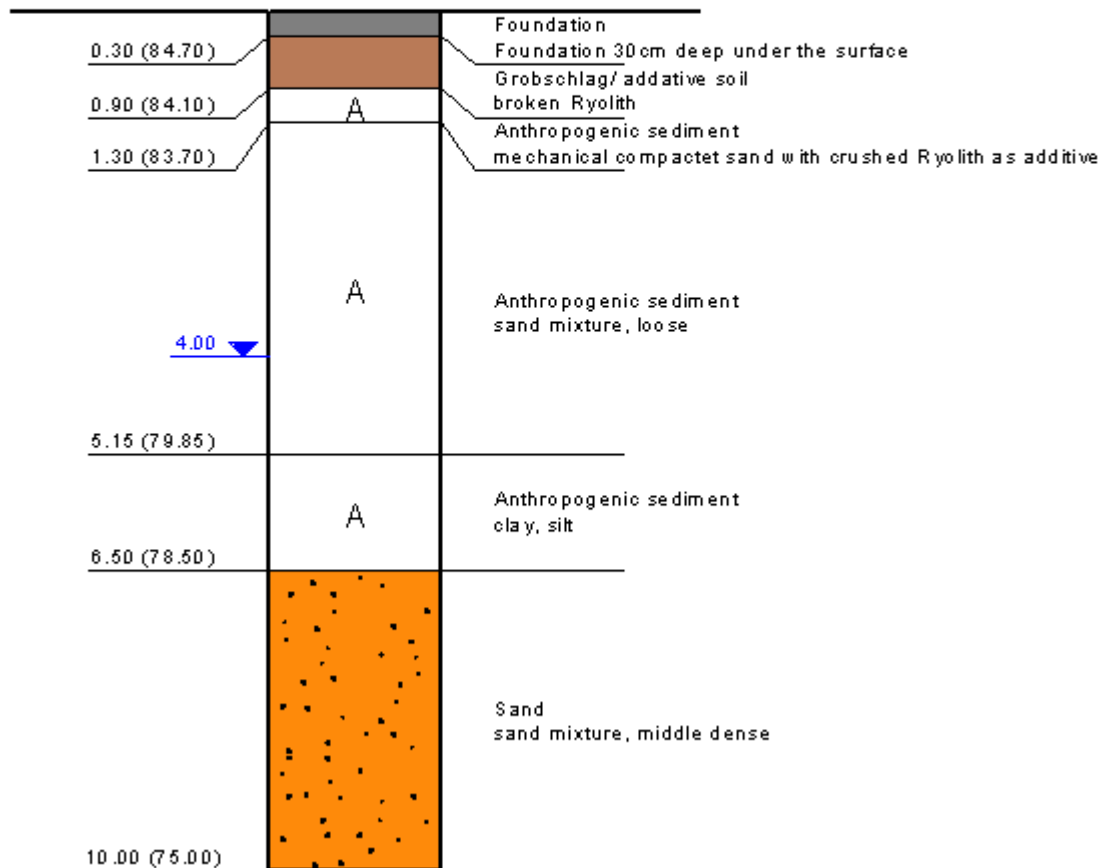 Foundation
0.30 (84.70)
Foundation 30cm deep under the surface
Grobschlag/ addative soil
0.90 (84.10)
broken Ryolith
A
Anthropogenic sediment
1.30 (83.70)
mechanical compactet sand with crushed Ryolith as additive
A
Anthropogenic sediment
sand mixture, loose
4.00
5.15 (79.85)
Anthropogenic sediment
A
clay, silt
6.50 (78.50)
Sand
sand mixture, middle dense
10.00 (75.00)